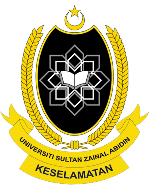 UNIVERSITI SULTAN ZAINAL ABIDIN
KESELAMATAN